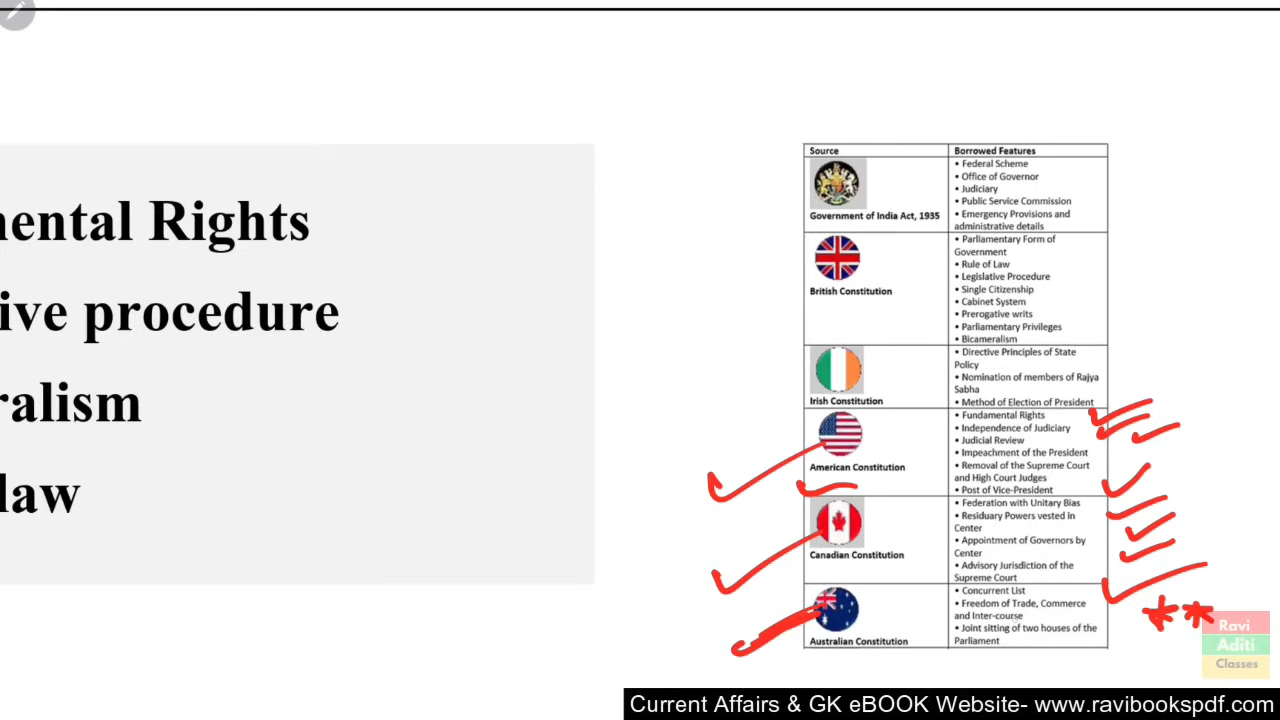 mental Rights
ive procedure
ralism
law
Source Borrowed Features
Government of India Act, 1935
• Federal Scheme
• Office of Governor
• Judiciary
• Public Service Commission
• Emergency Provisions and
administrative details
British Constitution
• Parliamentary Form of
Government
• Rule of Law
• Legislative Procedure
• Single Citizenship
• Cabinet System
• Prerogative writs
• Parliamentary Privileges
• Bicameralism
Irish Constitution
• Directive Principles of State
Policy
• Nomination of members of Rajya
Sabha
• Method of Election of President
American Constitution
• Fundamental Rights
• Independence of Judiciary
• Judicial Review
• Impeachment of the President
• Removal of the Supreme Court
and High Court Judges
• Post of Vice-President
Canadian Constitution
• Federation with Unitary Bias
• Residuary Powers vested in
Center
• Appointment of Governors by
Center
• Advisory Jurisdiction of the
Supreme Court
Australian Constitution
• Concurrent List
• Freedom of Trade, Commerce
and Inter-course
• Joint sitting of two houses of the
Parliament
Ravi
Aditi
Classes
Current Affairs & GK eBOOK Website- www.ravibookspdf.com